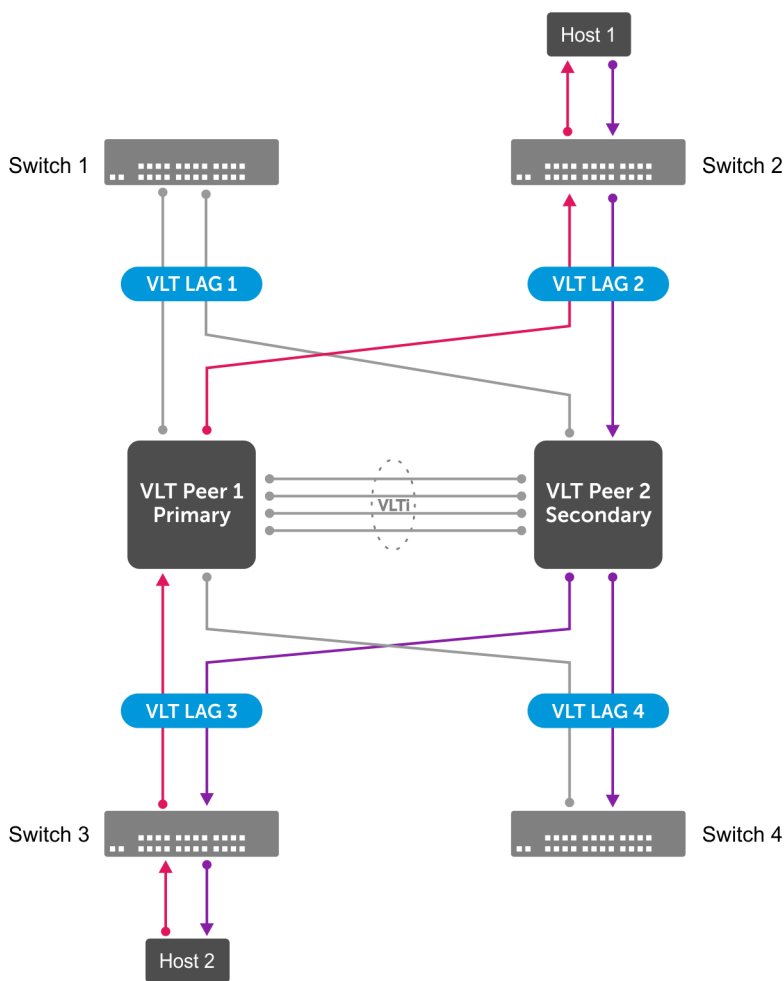 Host 1
Switch 1
Switch 2
VLT LAG 1
VLT LAG 2
VLT Peer 1
Primary
VLTi
VLT Peer 2
Secondary
VLT LAG 3
VLT LAG 4
Switch 3
Switch 4
Host 2